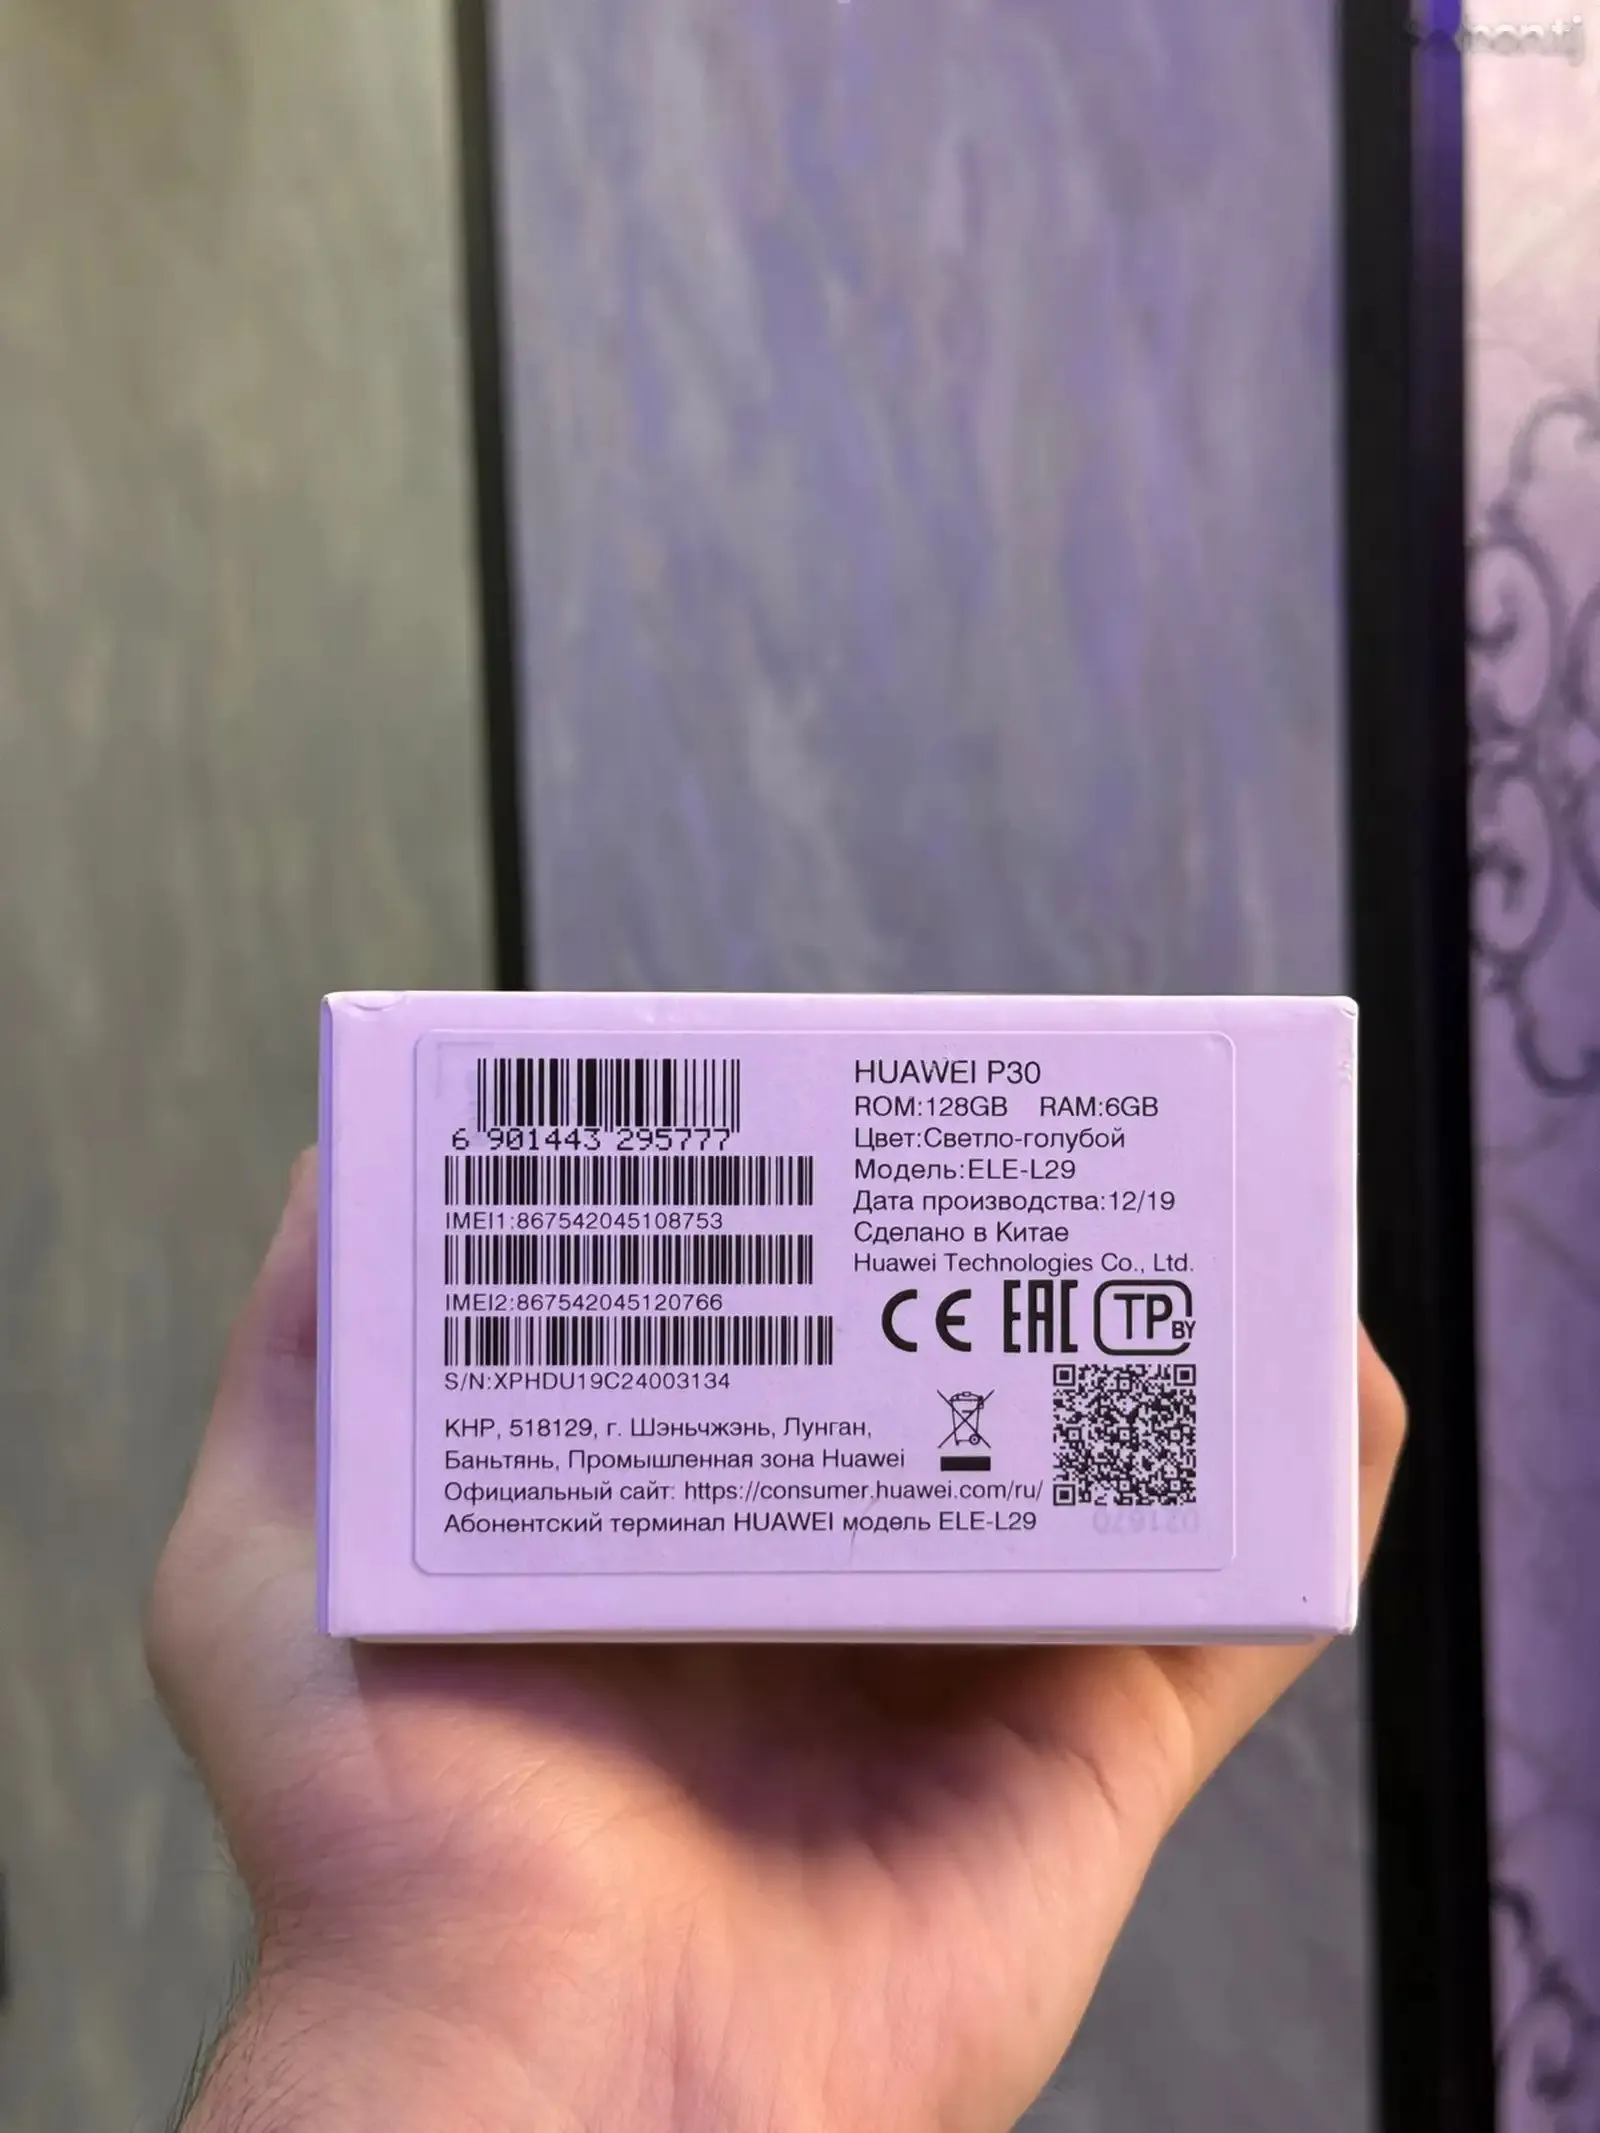 6 901443 295777
IMEI1:867542045108753
IMEI2:867542045120766
S/N:XPHDU19C24003134
HUAWEI P30
ROM:128GB RAM:6GB
Цвет:Светло-голубой
Модель:ELE-L29
Дата производства:12/19
Сделано в Китае
Huawei Technologies Co., Ltd.
CE EAC TP BY
КНР, 518129, г. Шэньчжэнь, Лунган,
Баньтянь, Промышленная зона Huawei
Официальный сайт: https://consumer.huawei.com/ru/
Абонентский терминал HUAWEI модель ELE-L29